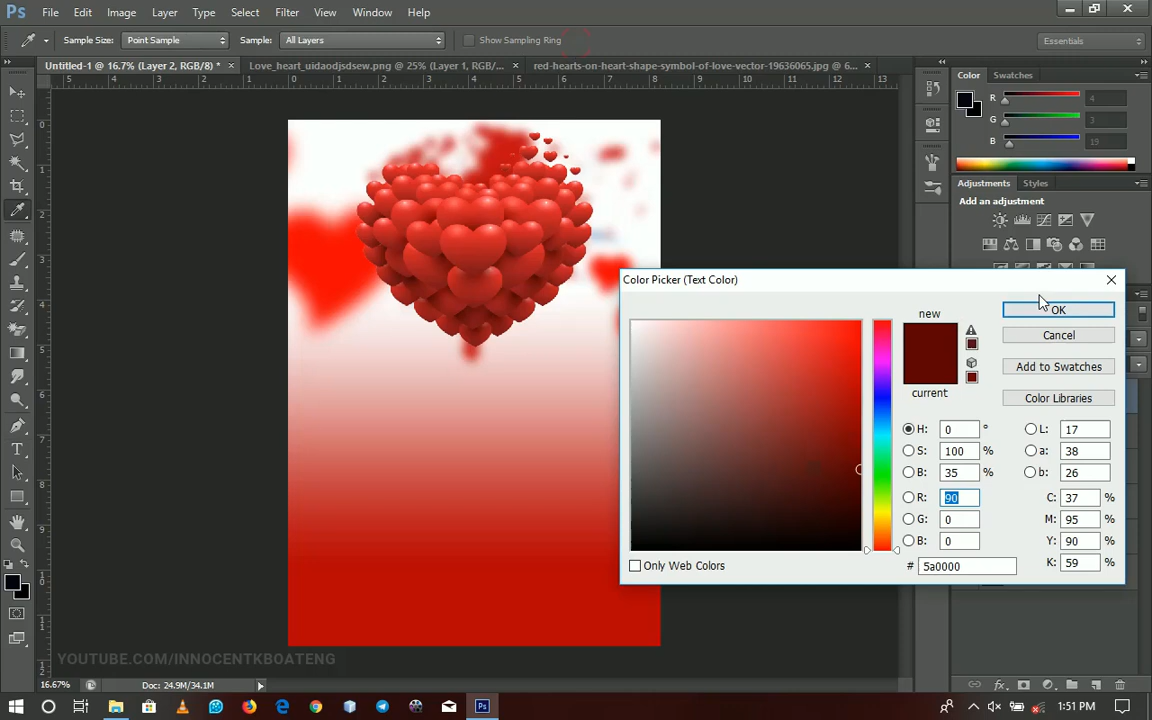 Ps File Edit Image Layer Type Select Filter View Window Help
Sample Size: Point Sample Sample: All Layers Show Sampling Ring Essentials
Untitled-1 @ 16.7% (Layer 2, RGB/8) * × Love_heart_uidaodjsdsew.png @ 25% (Layer 1, RGB/... × red-hearts-on-heart-shape-symbol-of-love-vector-19636065.jpg @ 6... ×
Color Swatches
R 4
G 3
B 19
Adjustments Styles
Add an adjustment
Color Picker (Text Color)
new
current
OK
Cancel
Add to Swatches
Color Libraries
H: 0 °
S: 100 %
B: 35 %
R: 90
G: 0
B: 0
L: 17
a: 38
b: 26
C: 37 %
M: 95 %
Y: 90 %
K: 59 %
# 5a0000
Only Web Colors
YOUTUBE.COM/INNOCENTKBOATENG
16.67% Doc: 24.9M/34.1M
1:51 PM